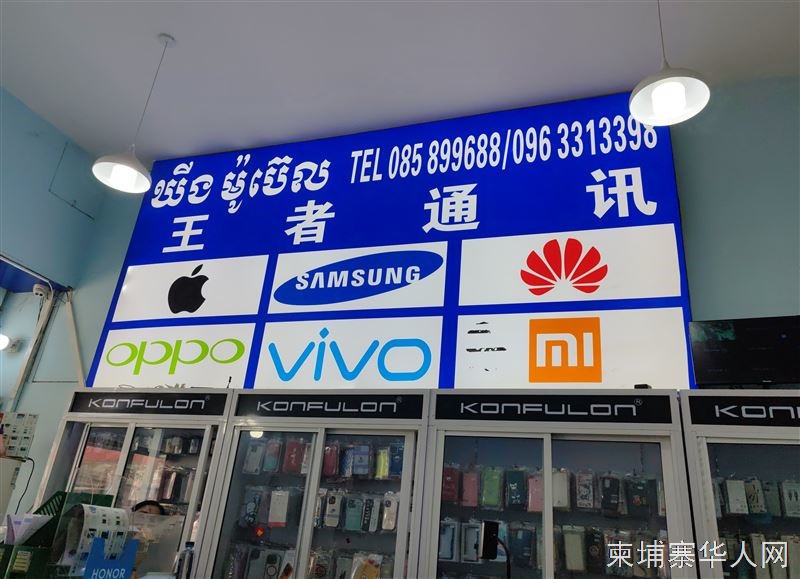 ឃីង ម៉ូប៊ែល TEL 085 899688/096 3313398
王者通讯
SAMSUNG
oppo vivo mi
KONFULON® KONFULON® KONFULON® KONFU
HONOR
柬埔寨华人网